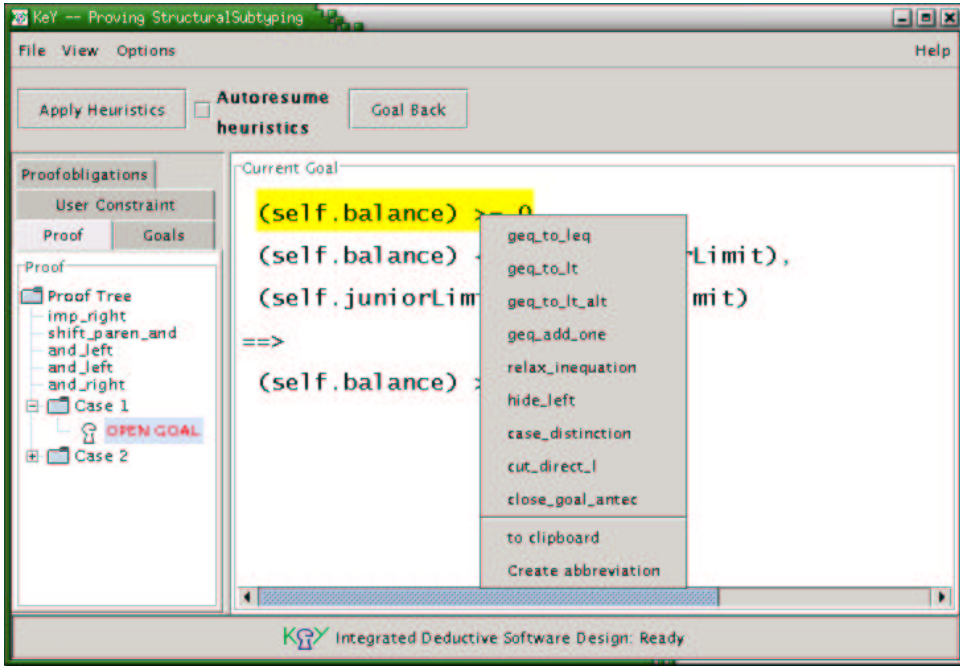 KeY -- Proving StructuralSubtyping
File View Options Help
Apply Heuristics
Autoresume
heuristics
Goal Back
Proofobligations
User Constraint
Proof Goals
Proof
Proof Tree
imp_right
shift_paren_and
and_left
and_left
and_right
Case 1
OPEN GOAL
Case 2
Current Goal
(self.balance) >= 0
(self.balance) rLimit),
(self.juniorLim mit)
==>
(self.balance)
geq_to_leq
geq_to_lt
geq_to_lt_alt
geq_add_one
relax_inequation
hide_left
case_distinction
cut_direct_l
close_goal_antec
to clipboard
Create abbreviation
KeY Integrated Deductive Software Design: Ready